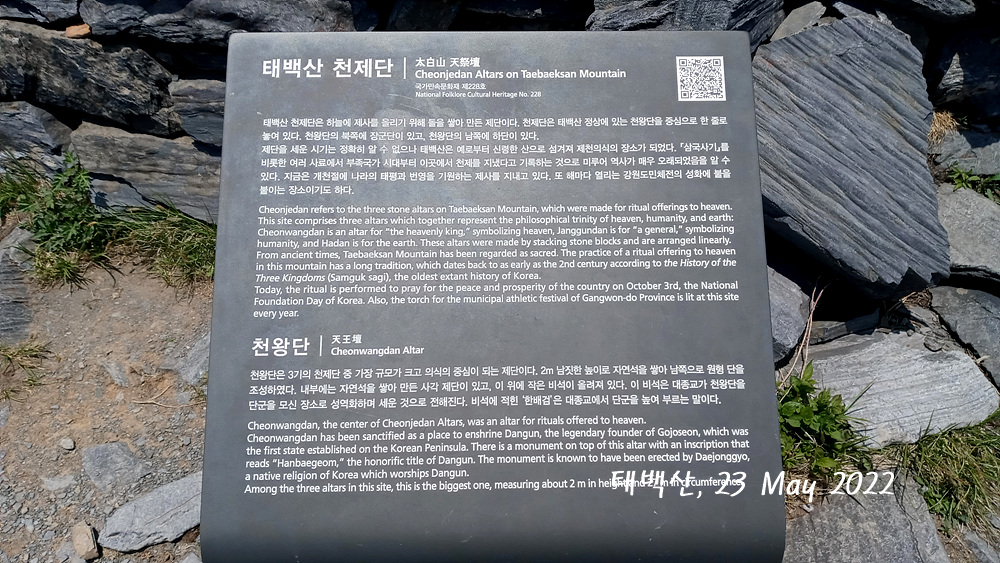 태백산 천제단
太白山 天祭壇
Cheonjedan Altars on Taebaeksan Mountain
국가민속문화재 제228호
National Folklore Cultural Heritage No. 228
태백산 천제단은 하늘에 제사를 올리기 위해 돌을 쌓아 만든 제단이다. 천제단은 태백산 정상에 있는 천왕단을 중심으로 한 줄로
놓여 있다. 천왕단의 북쪽에 장군단이 있고, 천왕단의 남쪽에 하단이 있다.
제단을 세운 시기는 정확히 알 수 없으나 태백산은 예로부터 신령한 산으로 섬겨져 제천의식의 장소가 되었다. 『삼국사기』를
비롯한 여러 사료에서 부족국가 시대부터 이곳에서 천제를 지냈다고 기록하는 것으로 미루어 역사가 매우 오래되었음을 알 수
있다. 지금은 개천절에 나라의 태평과 번영을 기원하는 제사를 지내고 있다. 또 해마다 열리는 강원도민체전의 성화에 불을
붙이는 장소이기도 하다.
Cheonjedan refers to the three stone altars on Taebaeksan Mountain, which were made for ritual offerings to heaven.
This site comprises three altars which together represent the philosophical trinity of heaven, humanity, and earth:
Cheonwangdan is an altar for “the heavenly king,” symbolizing heaven, Janggundan is for “a general,” symbolizing
humanity, and Hadan is for the earth. These altars were made by stacking stone blocks and are arranged linearly.
From ancient times, Taebaeksan Mountain has been regarded as sacred. The practice of a ritual offering to heaven
in this mountain has a long tradition, which dates back to as early as the 2nd century according to the History of the
Three Kingdoms (Samguk sagi), the oldest extant history of Korea.
Today, the ritual is performed to pray for the peace and prosperity of the country on October 3rd, the National
Foundation Day of Korea. Also, the torch for the municipal athletic festival of Gangwon-do Province is lit at this site
every year.
천왕단
天王壇
Cheonwangdan Altar
천왕단은 3기의 천제단 중 가장 규모가 크고 의식의 중심이 되는 제단이다. 2m 남짓한 높이로 자연석을 쌓아 남쪽으로 원형 단을
조성하였다. 내부에는 자연석을 쌓아 만든 사각 제단이 있고, 이 위에 작은 비석이 올려져 있다. 이 비석은 대종교가 천왕단을
단군을 모신 장소로 성역화하며 세운 것으로 전해진다. 비석에 적힌 ‘한배검’은 대종교에서 단군을 높여 부르는 말이다.
Cheonwangdan, the center of Cheonjedan Altars, was an altar for rituals offered to heaven.
Cheonwangdan has been sanctified as a place to enshrine Dangun, the legendary founder of Gojoseon, which was
the first state established on the Korean Peninsula. There is a monument on top of this altar with an inscription that
reads “Hanbaegeom,” the honorific title of Dangun. The monument is known to have been erected by Daejonggyo,
a native religion of Korea which worships Dangun.
Among the three altars in this site, this is the biggest one, measuring about 2 m in height and m in circumference.
태백산, 23 May 2022